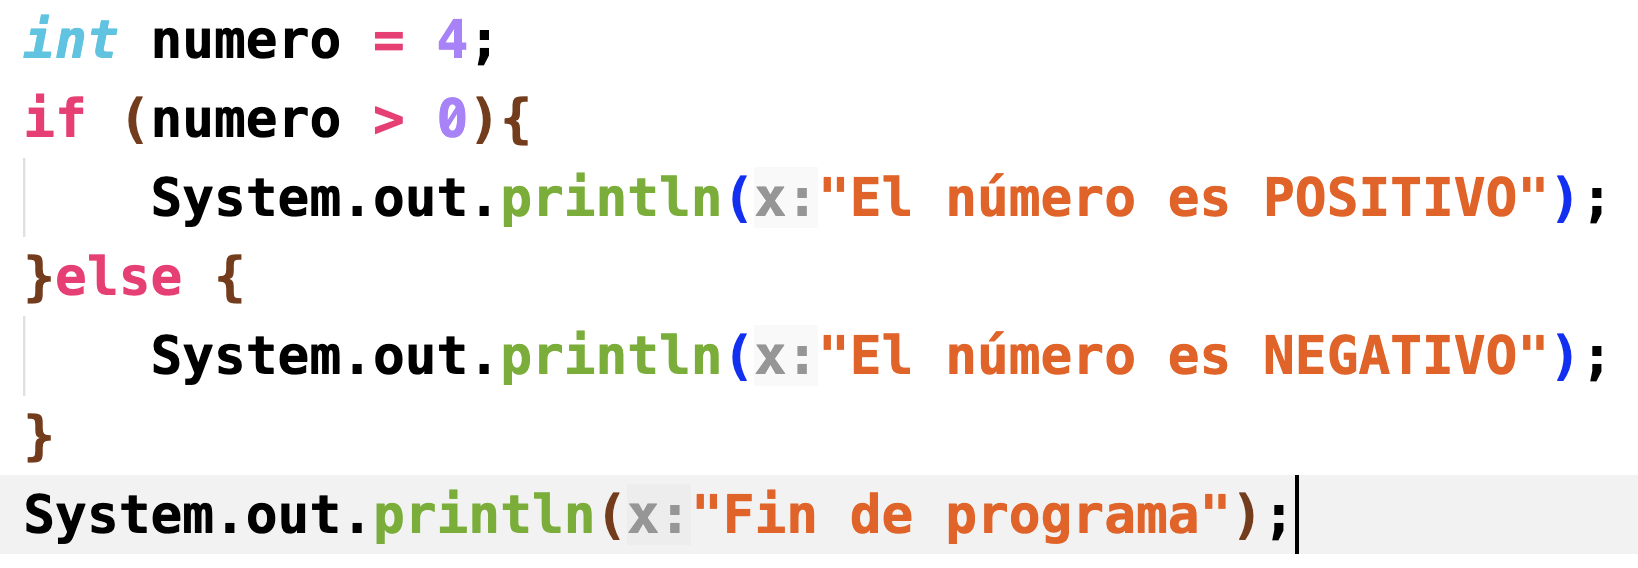 int numero = 4;
if (numero > 0){
    System.out.println(x:"El número es POSITIVO");
}else {
    System.out.println(x:"El número es NEGATIVO");
}
System.out.println(x:"Fin de programa");